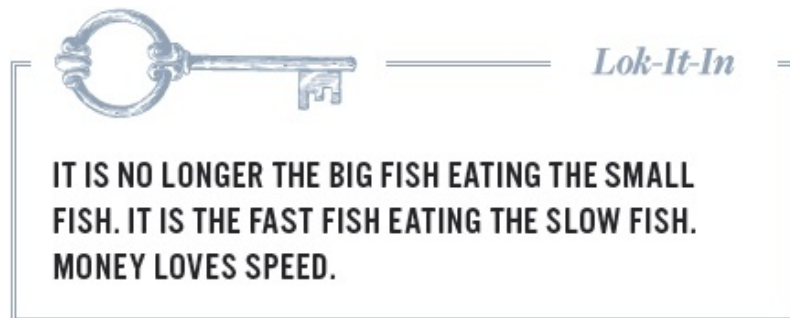 Lok-It-In
IT IS NO LONGER THE BIG FISH EATING THE SMALL
FISH. IT IS THE FAST FISH EATING THE SLOW FISH.
MONEY LOVES SPEED.